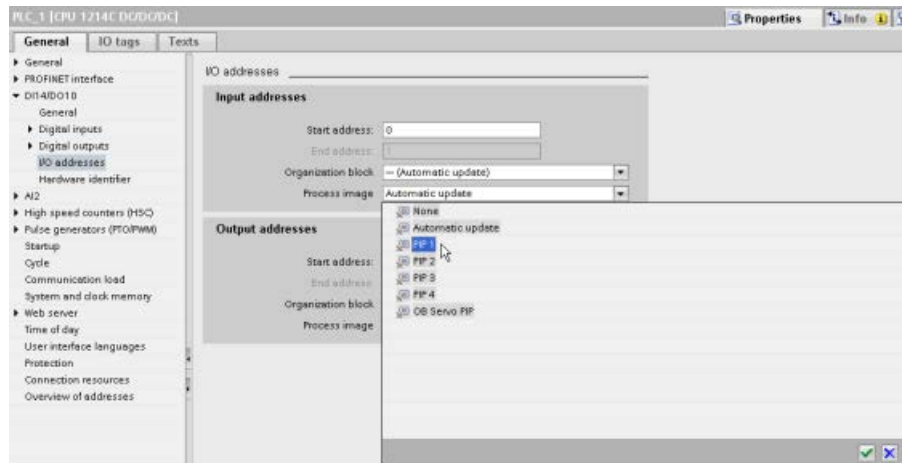 PLC_1 [CPU 1214C DC/DC/DC]
Properties
Info
General
IO tags
Texts
General
PROFINET interface
DI14/DO10
General
Digital inputs
Digital outputs
I/O addresses
Hardware identifier
AI2
High speed counters (HSC)
Pulse generators (PTO/PWM)
Startup
Cycle
Communication load
System and clock memory
Web server
Time of day
User interface languages
Protection
Connection resources
Overview of addresses
I/O addresses
Input addresses
Start address: 0
End address: 1
Organization block — (Automatic update)
Process image Automatic update
None
Automatic update
PIP 1
PIP 2
PIP 3
PIP 4
OB Servo PIP
Output addresses
Start address:
End address:
Organization block
Process image